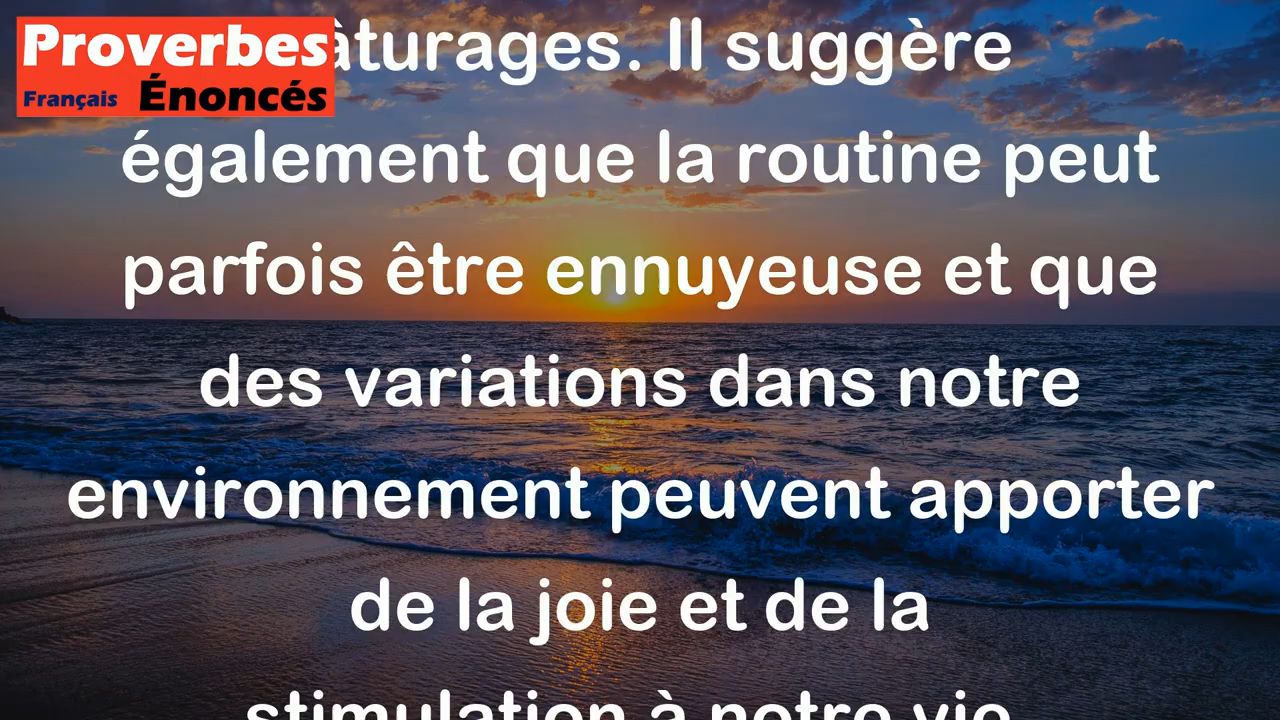 Proverbes
Français Énoncés
âturages. Il suggère
également que la routine peut
parfois être ennuyeuse et que
des variations dans notre
environnement peuvent apporter
de la joie et de la
stimulation à notre vie